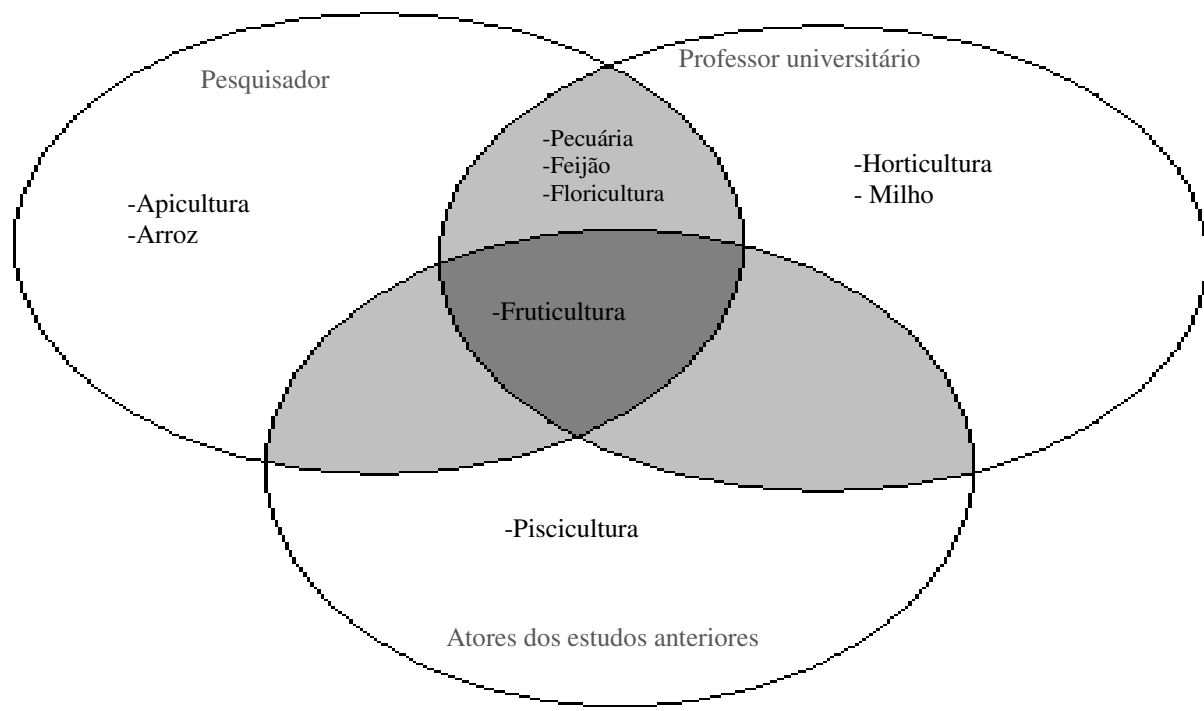 Pesquisador
Professor universitário
-Pecuária
-Feijão
-Floricultura
-Horticultura
- Milho
-Apicultura
-Arroz
-Fruticultura
-Piscicultura
Atores dos estudos anteriores